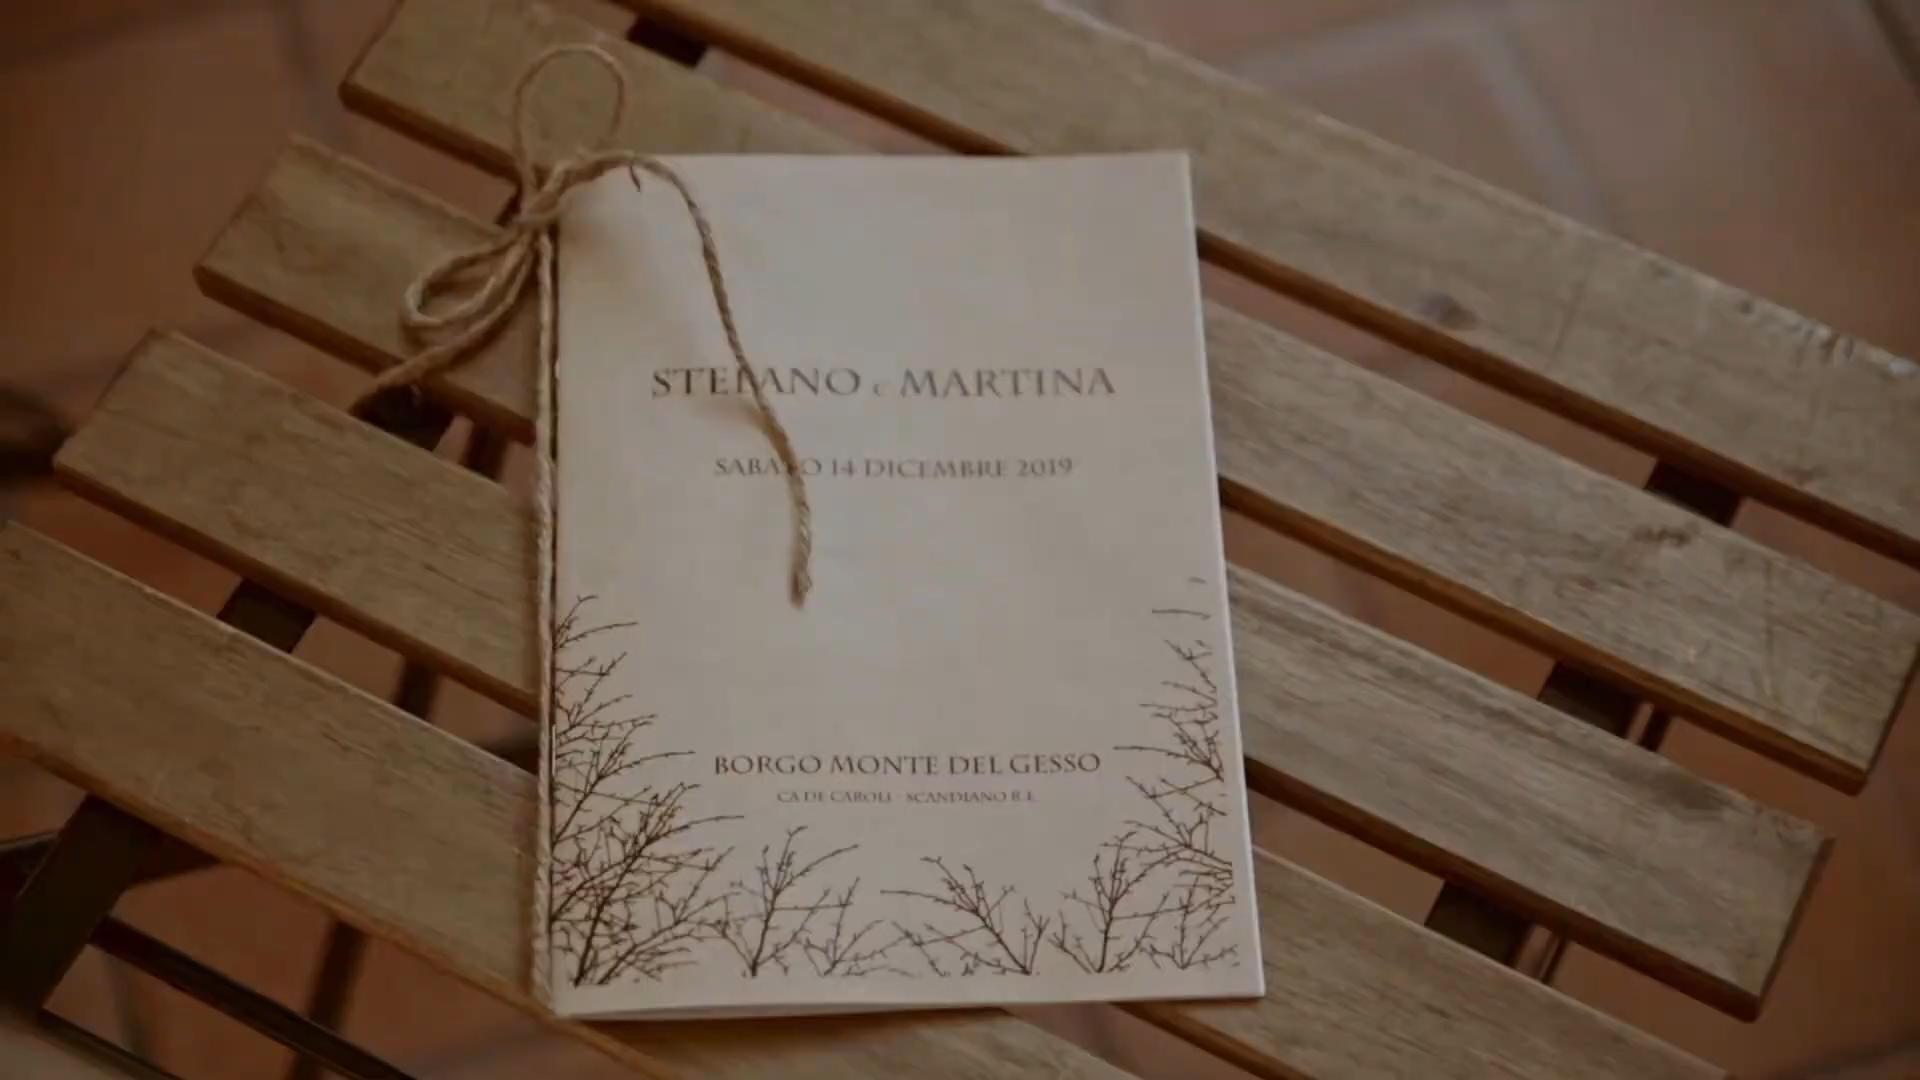 STEFANO e MARTINA
SABATO 14 DICEMBRE 2019
BORGO MONTE DEL GESSO
CA DE CAROLI - SCANDIANO R.E.